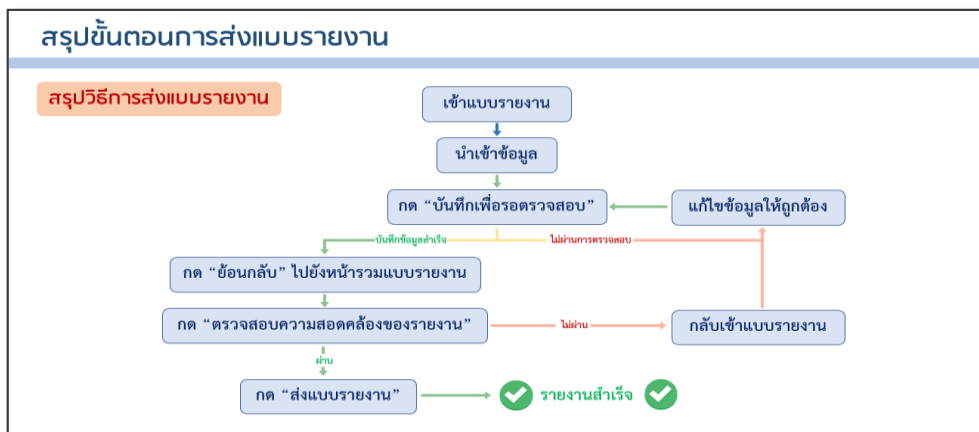 สรุปขั้นตอนการส่งแบบรายงาน
สรุปวิธีการส่งแบบรายงาน
เข้าแบบรายงาน
นำเข้าข้อมูล
กด “บันทึกเพื่อรอตรวจสอบ”
แก้ไขข้อมูลให้ถูกต้อง
บันทึกข้อมูลสำเร็จ
ไม่ผ่านการตรวจสอบ
กด “ย้อนกลับ” ไปยังหน้ารวมแบบรายงาน
กด “ตรวจสอบความสอดคล้องของรายงาน”
ไม่ผ่าน
กลับเข้าแบบรายงาน
ผ่าน
กด “ส่งแบบรายงาน”
รายงานสำเร็จ